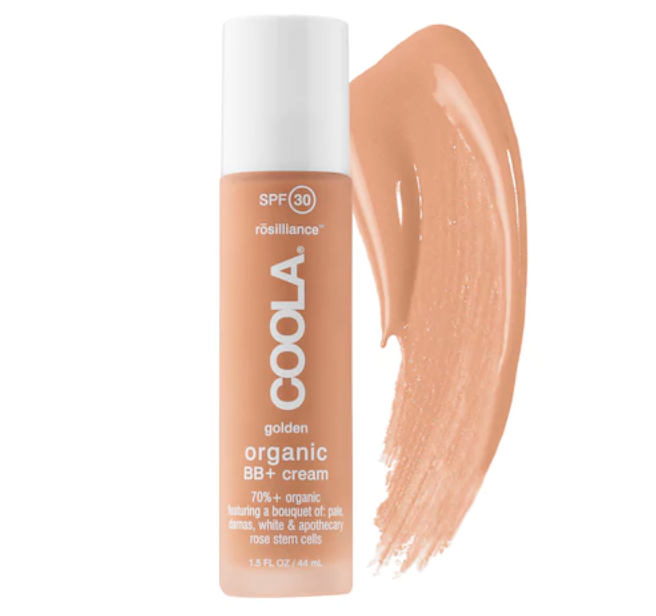 SPF 30
rōsilliance™
COOLA®
golden
organic
BB+ cream
70%+ organic
featuring a bouquet of: pale,
damas, white & apothecary
rose stem cells
1.5 FL OZ / 44 mL